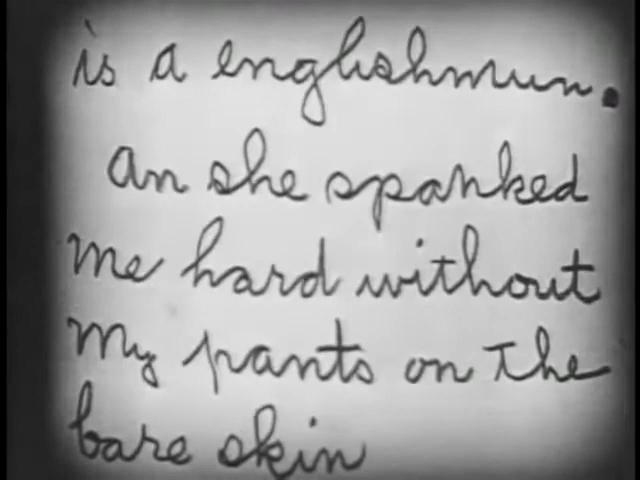 is a englishmun.
an she spanked
me hard without
my pants on the
bare skin